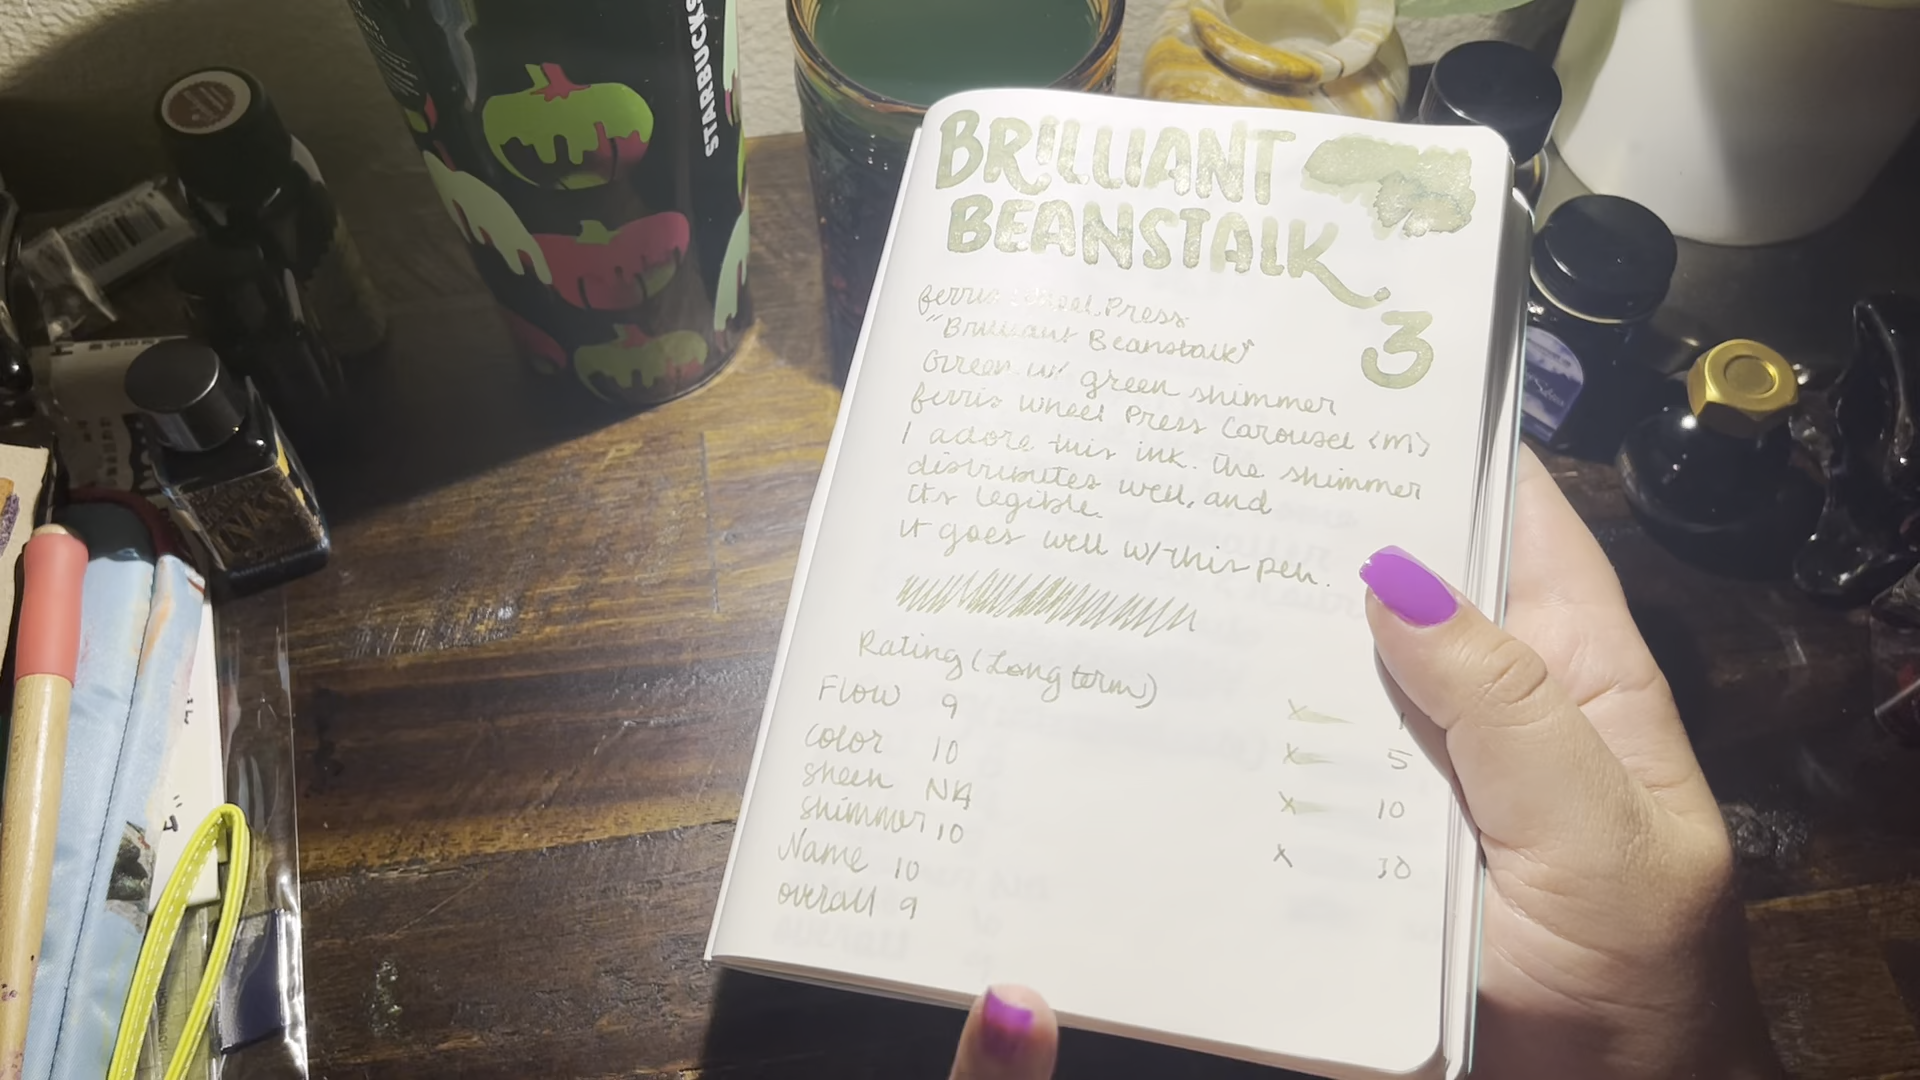 STARBUCKS
BRILLIANT
BEANSTALK
3
ferris wheel Press
"Brilliant Beanstalk"
Green w/ green shimmer
ferris wheel Press Carousel <M>
I adore this ink. The shimmer
distributes well, and
its legible.
it goes well w/this pen.
Rating (Long term)
Flow 9
color 10
sheen NA
shimmer 10
Name 10
overall 9
x 1
x 5
x 10
x 30
INKS